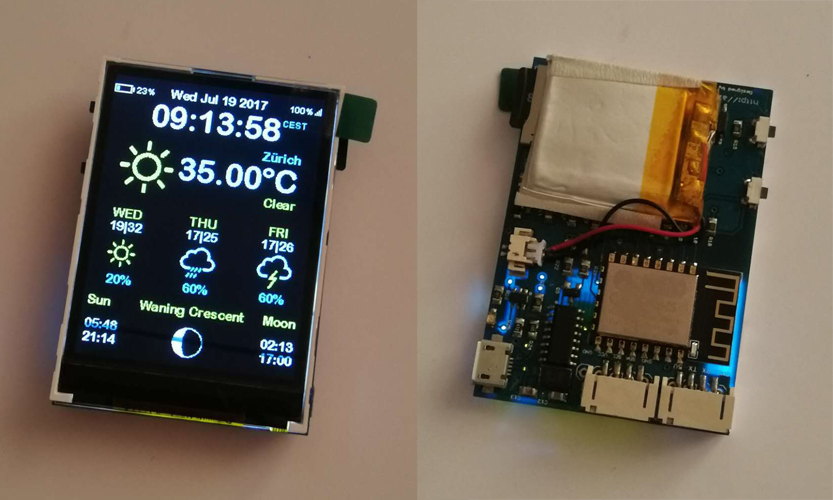 23%
Wed Jul 19 2017
100%
09:13:58 CEST
Zürich
35.00°C
Clear
WED
19|32
20%
THU
17|25
60%
FRI
17|26
60%
Sun
Waning Crescent
Moon
05:46
21:14
02:13
17:00